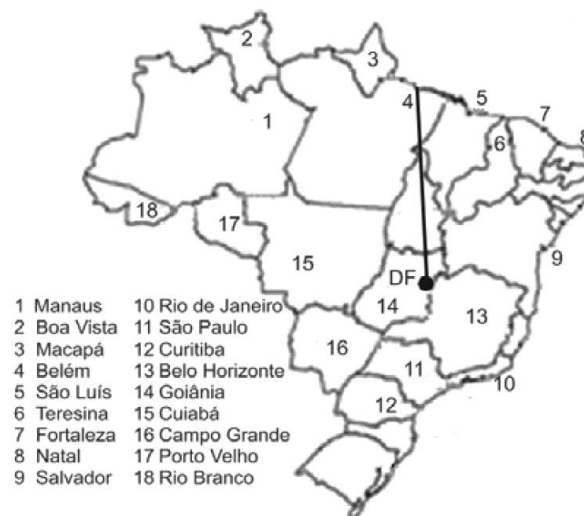 2
3
4
5
7
8
1
6
18
17
9
15
DF
14
13
16
11
10
12
1 Manaus 10 Rio de Janeiro
2 Boa Vista 11 São Paulo
3 Macapá 12 Curitiba
4 Belém 13 Belo Horizonte
5 São Luís 14 Goiânia
6 Teresina 15 Cuiabá
7 Fortaleza 16 Campo Grande
8 Natal 17 Porto Velho
9 Salvador 18 Rio Branco